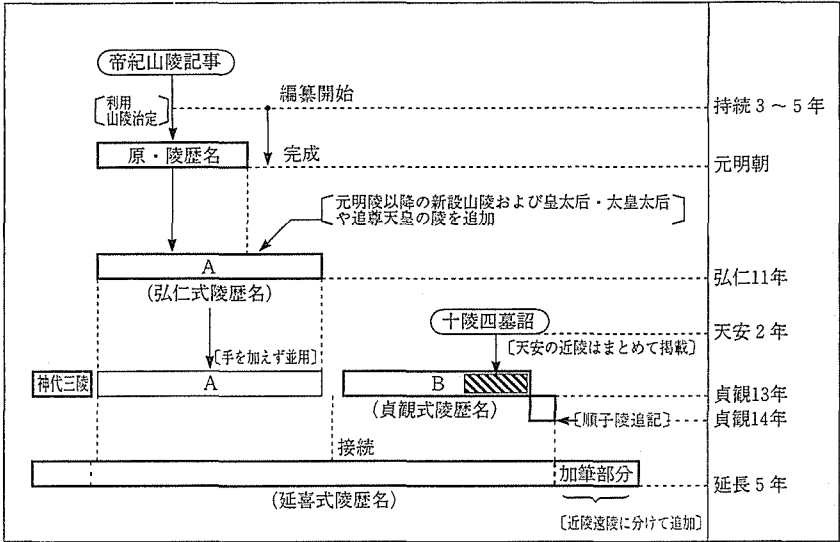 帝紀山陵記事
編纂開始
〔利用
山陵治定〕
持続3～5年
原・陵歴名
完成
元明朝
〔元明陵以降の新設山陵および皇太后・太皇太后
や追尊天皇の陵を追加〕
A
弘仁11年
(弘仁式陵歴名)
十陵四墓詔
天安2年
〔手を加えず並用〕
〔天安の近陵はまとめて掲載〕
神代三陵
A
B
貞観13年
(貞観式陵歴名)
〔順子陵追記〕
貞観14年
接続
加筆部分
延長5年
(延喜式陵歴名)
〔近陵遠陵に分けて追加〕